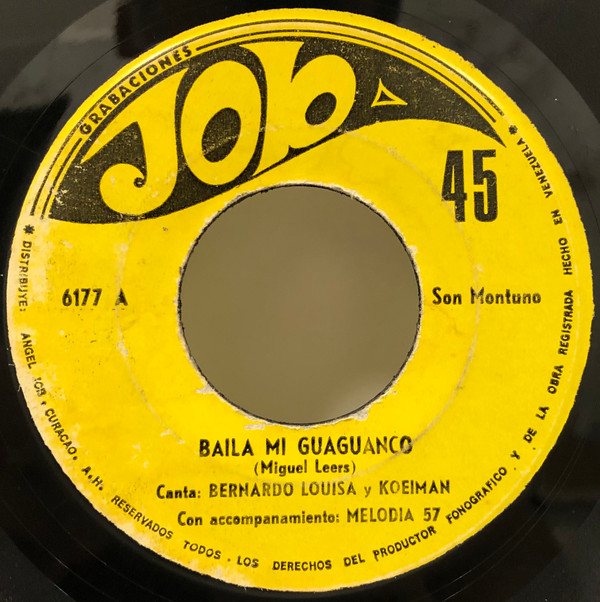 GRABACIONES
Job
45
6177 A
Son Montuno
BAILA MI GUAGUANCO
(Miguel Leers)
Canta: BERNARDO LOUISA y KOEIMAN
Con accompanamiento: MELODIA 57
* DISTRIBUYE: ANGEL JOB • CURACAO. A.H. RESERVADOS TODOS • LOS DERECHOS DEL PRODUCTOR FONOGRAFICO Y DE LA OBRA REGISTRADA HECHO EN VENEZUELA *